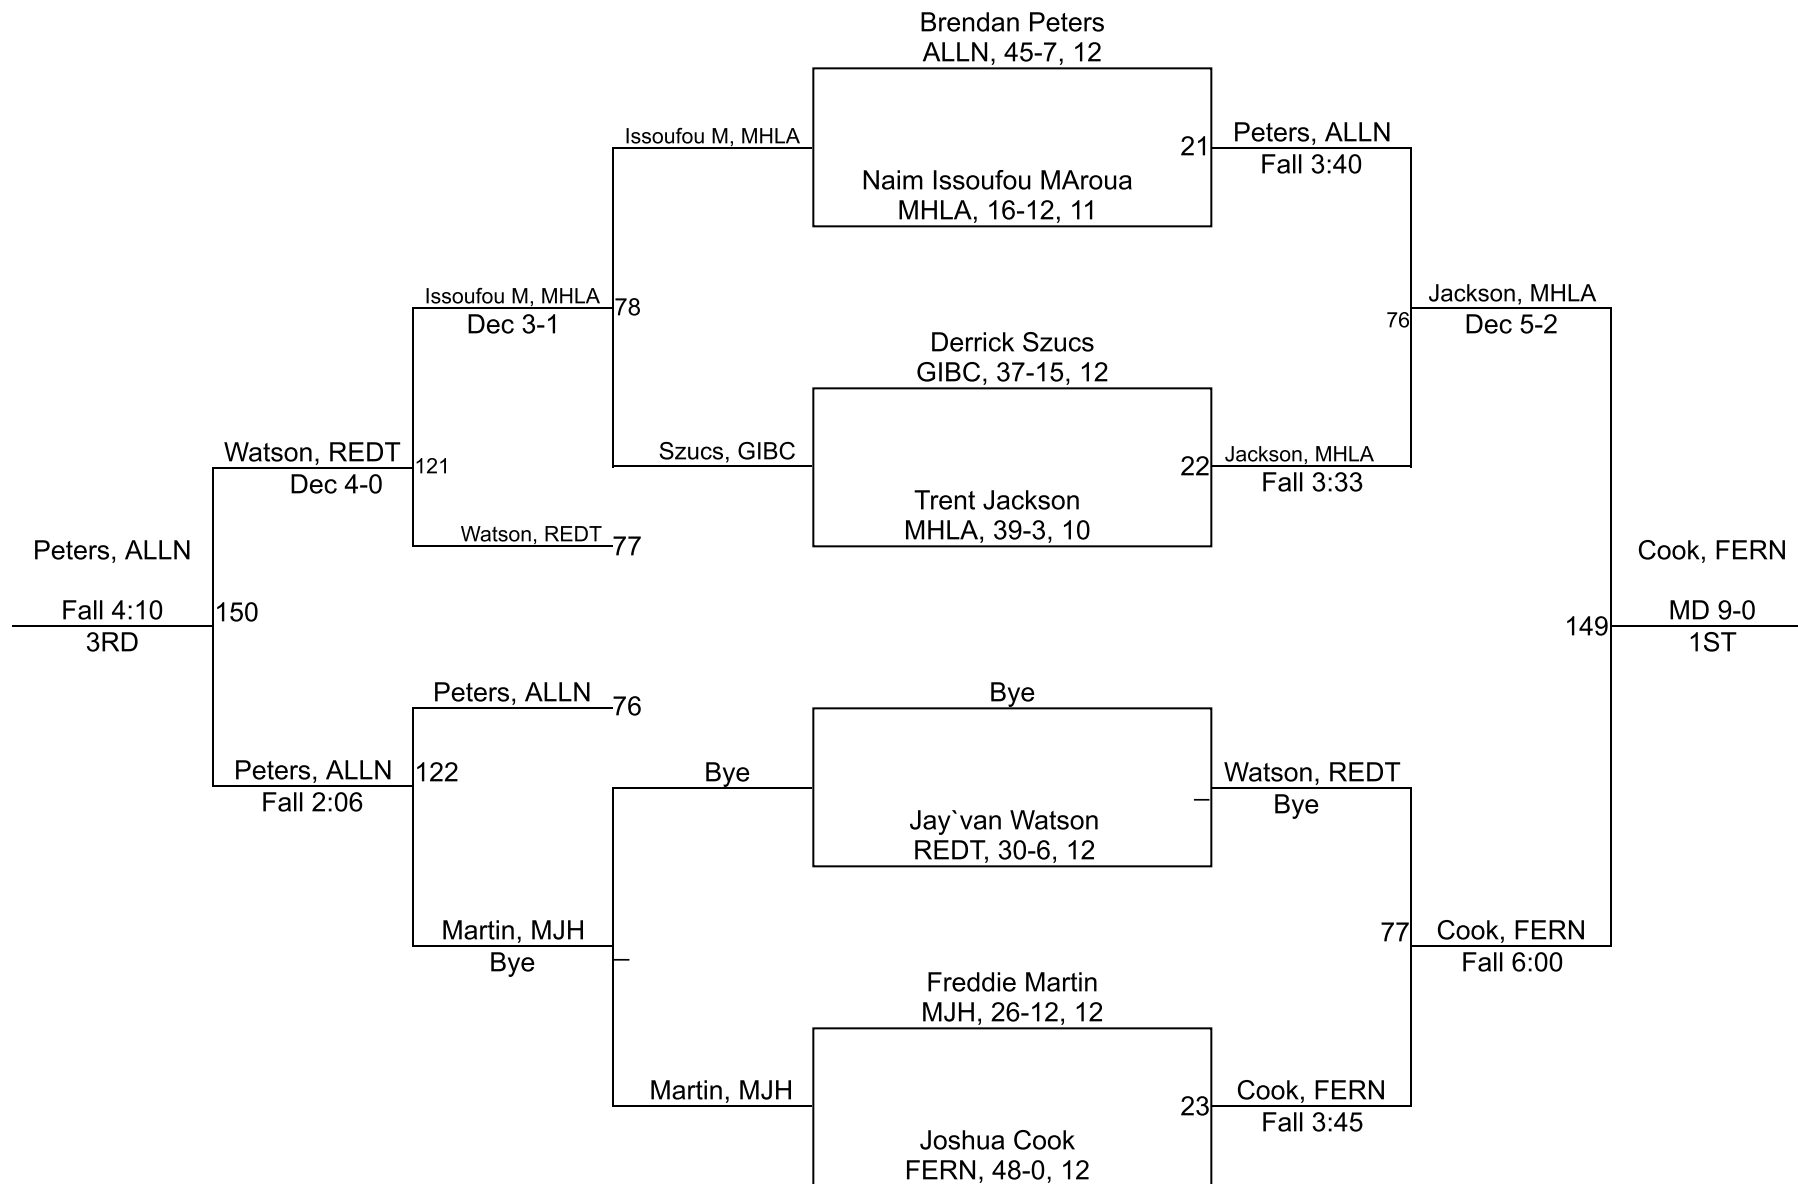 Brendan Peters
ALLN, 45-7, 12
Issoufou M, MHLA
21
Peters, ALLN
Fall 3:40
Naim Issoufou MAroua
MHLA, 16-12, 11
Issoufou M, MHLA
Dec 3-1
78
Jackson, MHLA
Dec 5-2
76
Derrick Szucs
GIBC, 37-15, 12
Watson, REDT
Dec 4-0
121
Szucs, GIBC
22
Jackson, MHLA
Fall 3:33
Trent Jackson
MHLA, 39-3, 10
Watson, REDT
77
Peters, ALLN
Fall 4:10
3RD
150
Cook, FERN
MD 9-0
1ST
149
Peters, ALLN
76
Bye
Peters, ALLN
Fall 2:06
122
Bye
Watson, REDT
Bye
Jay`van Watson
REDT, 30-6, 12
Martin, MJH
Bye
77
Cook, FERN
Fall 6:00
Freddie Martin
MJH, 26-12, 12
Martin, MJH
23
Cook, FERN
Fall 3:45
Joshua Cook
FERN, 48-0, 12